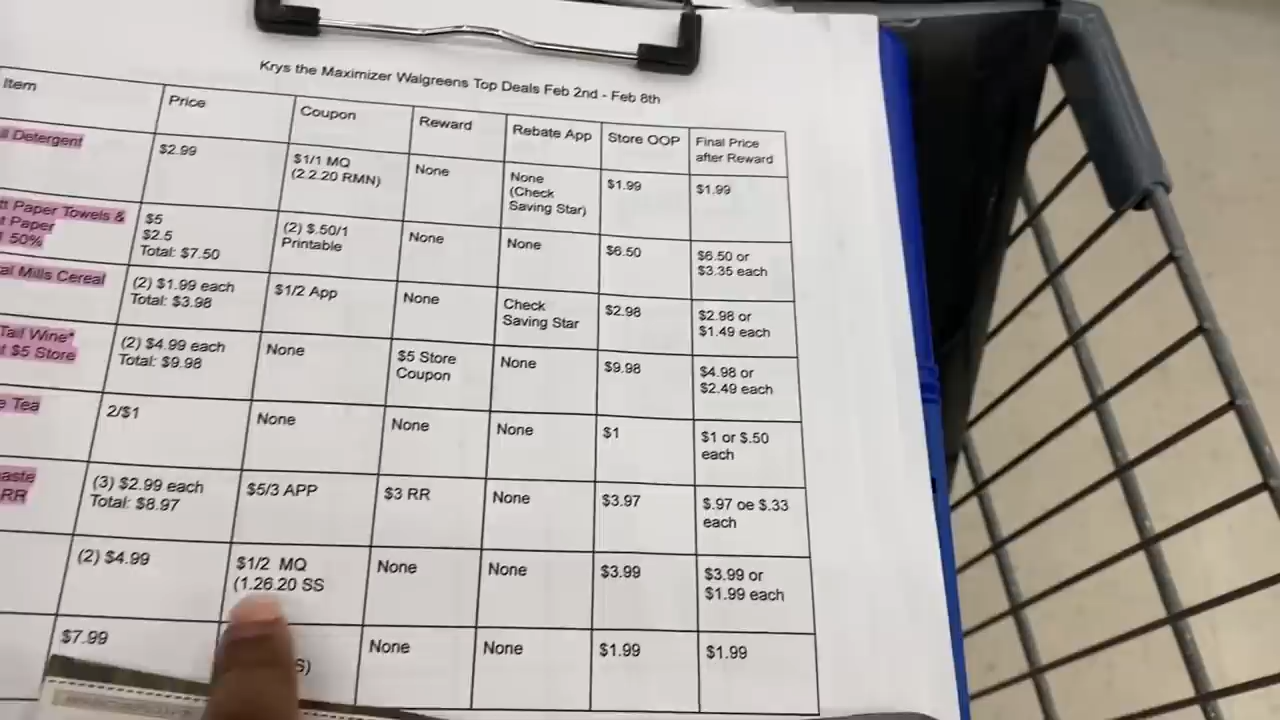 Krys the Maximizer Walgreens Top Deals Feb 2nd - Feb 8th
Item
Price
Coupon
Reward
Rebate App
Store OOP
Final Price
after Reward
Detergent
$2.99
$1/1 MQ
(2.2.20 RMN)
None
None
(Check
Saving Star)
$1.99
$1.99
Paper Towels &
Paper
50%
$5
$2.5
Total: $7.50
(2) $.50/1
Printable
None
None
$6.50
$6.50 or
$3.35 each
Mills Cereal
(2) $1.99 each
Total: $3.98
$1/2 App
None
Check
Saving Star
$2.98
$2.98 or
$1.49 each
Tail Wine*
$5 Store
(2) $4.99 each
Total: $9.98
None
$5 Store
Coupon
None
$9.98
$4.98 or
$2.49 each
Tea
2/$1
None
None
None
$1
$1 or $.50
each
RR
(3) $2.99 each
Total: $8.97
$5/3 APP
$3 RR
None
$3.97
$.97 oe $.33
each
(2) $4.99
$1/2 MQ
(1.26.20 SS
None
None
$3.99
$3.99 or
$1.99 each
$7.99
None
None
$1.99
$1.99